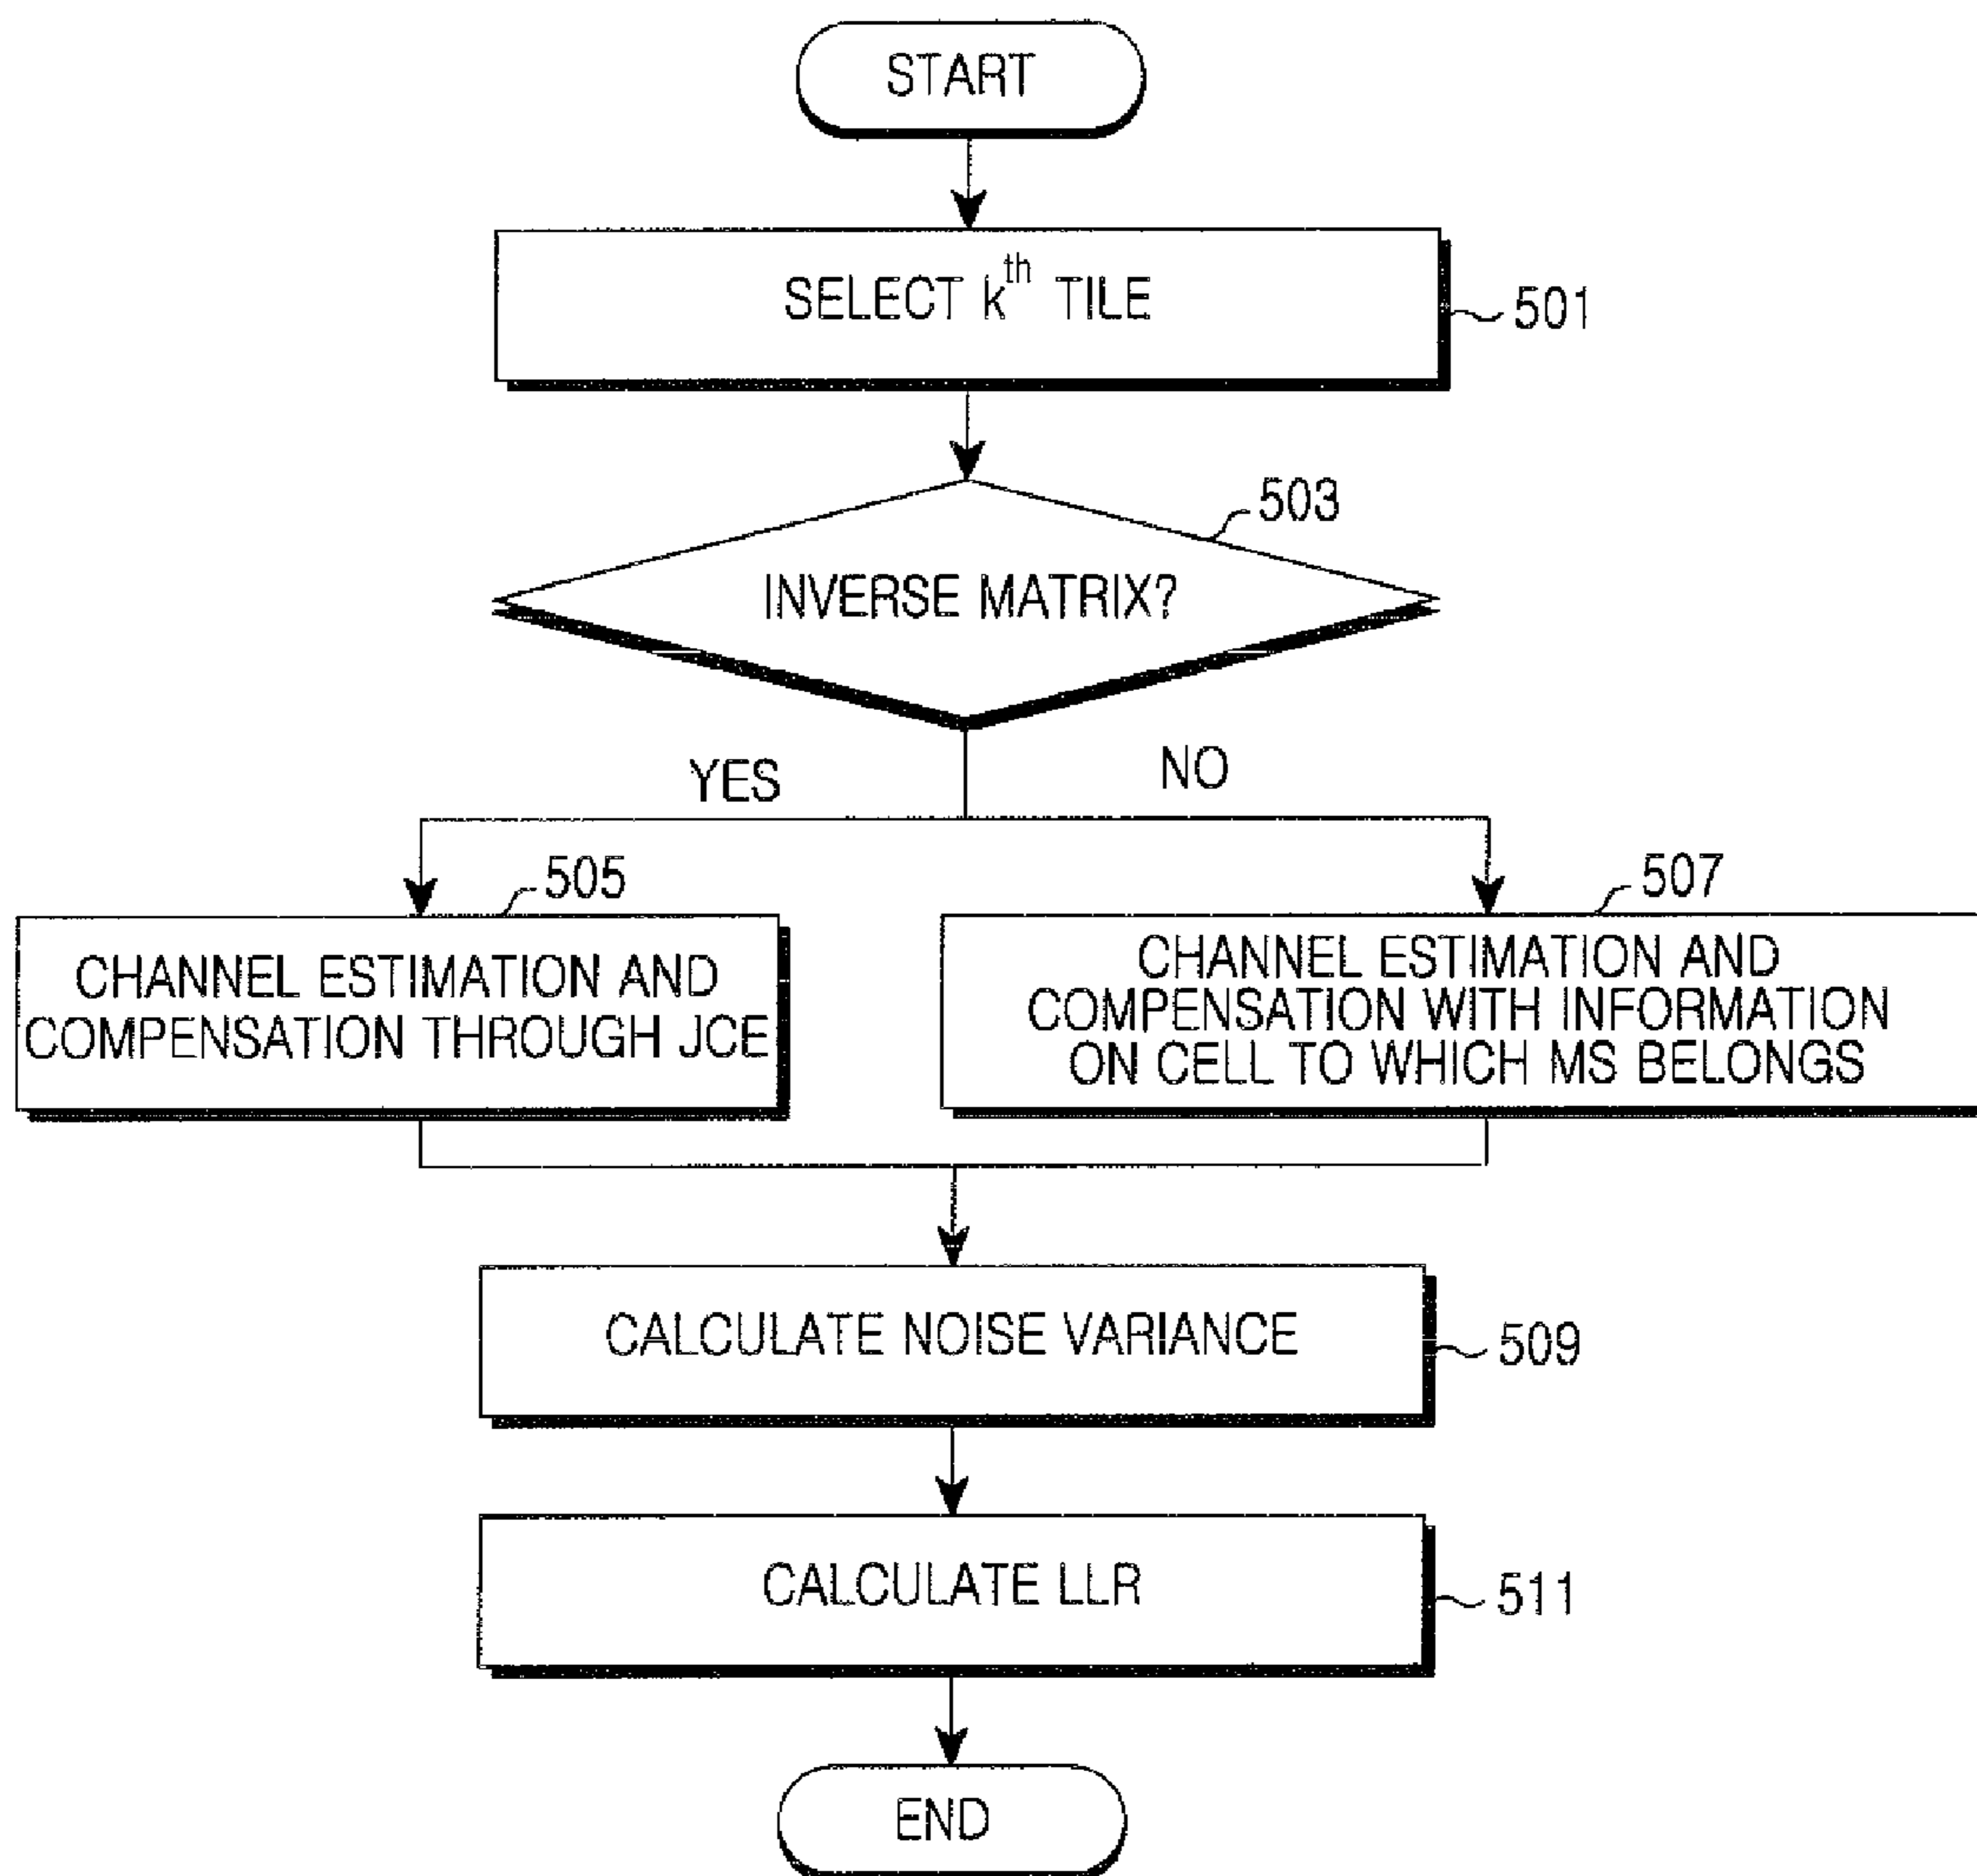 START
SELECT kth TILE
501
503
INVERSE MATRIX?
YES
NO
505
507
CHANNEL ESTIMATION AND
COMPENSATION THROUGH JCE
CHANNEL ESTIMATION AND
COMPENSATION WITH INFORMATION
ON CELL TO WHICH MS BELONGS
CALCULATE NOISE VARIANCE
509
CALCULATE LLR
511
END